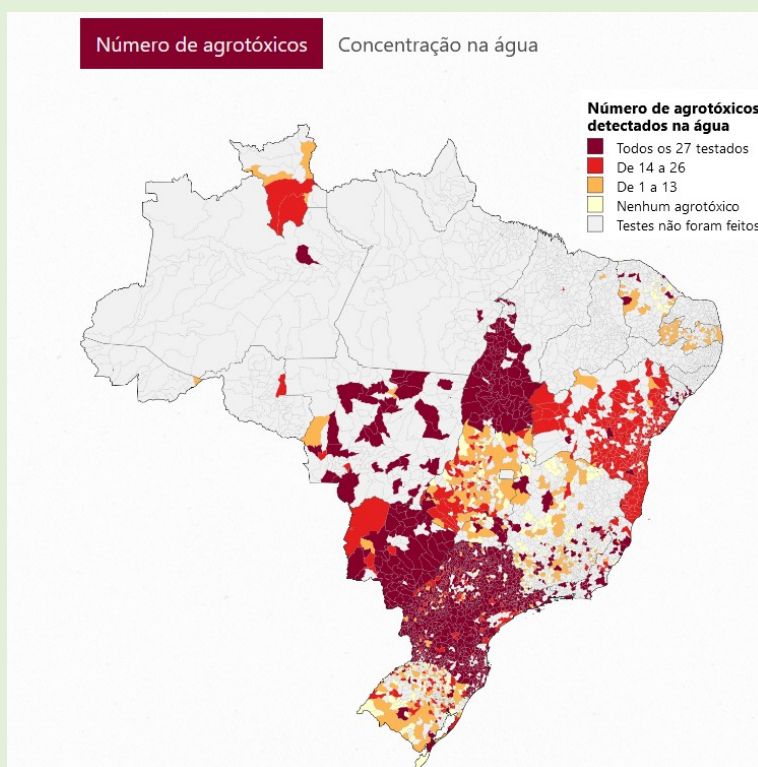 Número de agrotóxicos
Concentração na água
Número de agrotóxicos
detectados na água
Todos os 27 testados
De 14 a 26
De 1 a 13
Nenhum agrotóxico
Testes não foram feitos